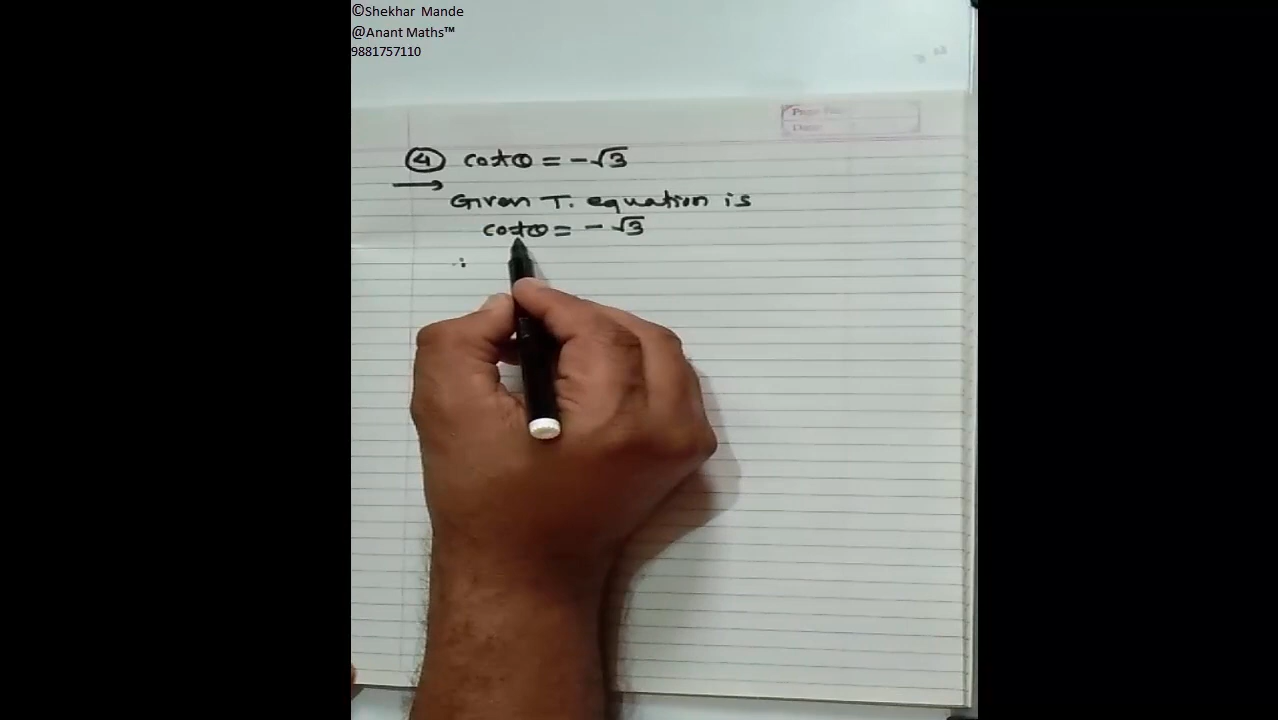 ©Shekhar Mande
@Anant Maths™
9881757110
④ cotθ = -√3
→ Given T. equation is
cotθ = -√3
∴